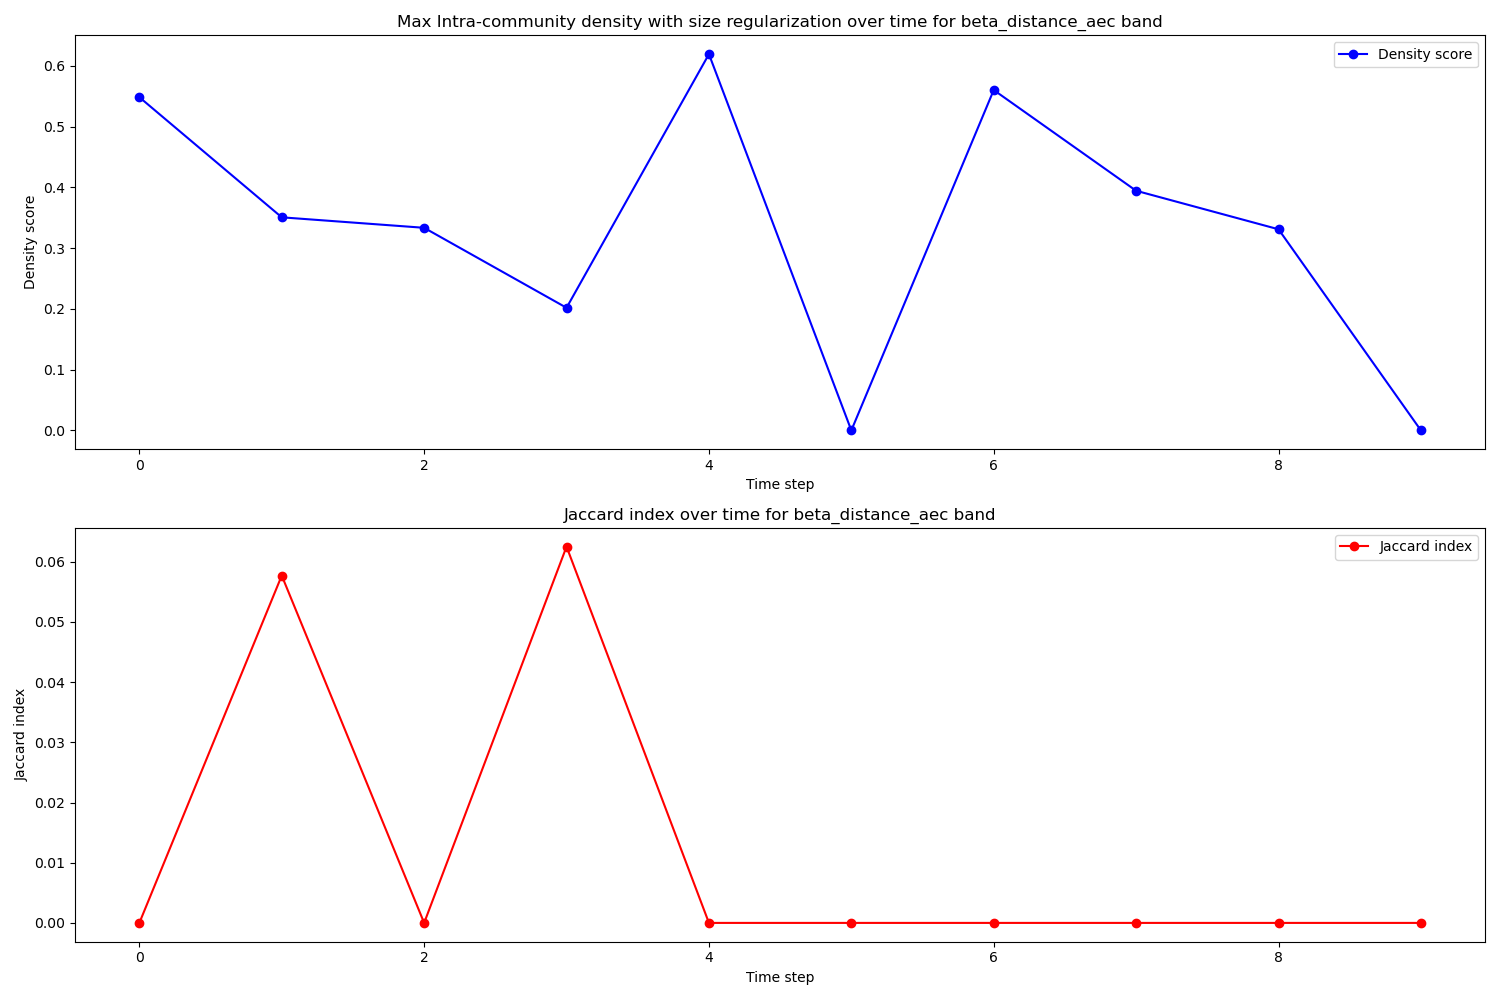 Max Intra-community density with size regularization over time for beta_distance_aec band
Density score
0.6
0.5
0.4
0.3
0.2
0.1
0.0
Density score
0 2 4 6 8
Time step
Jaccard index over time for beta_distance_aec band
Jaccard index
0.06
0.05
0.04
0.03
0.02
0.01
0.00
Jaccard index
0 2 4 6 8
Time step